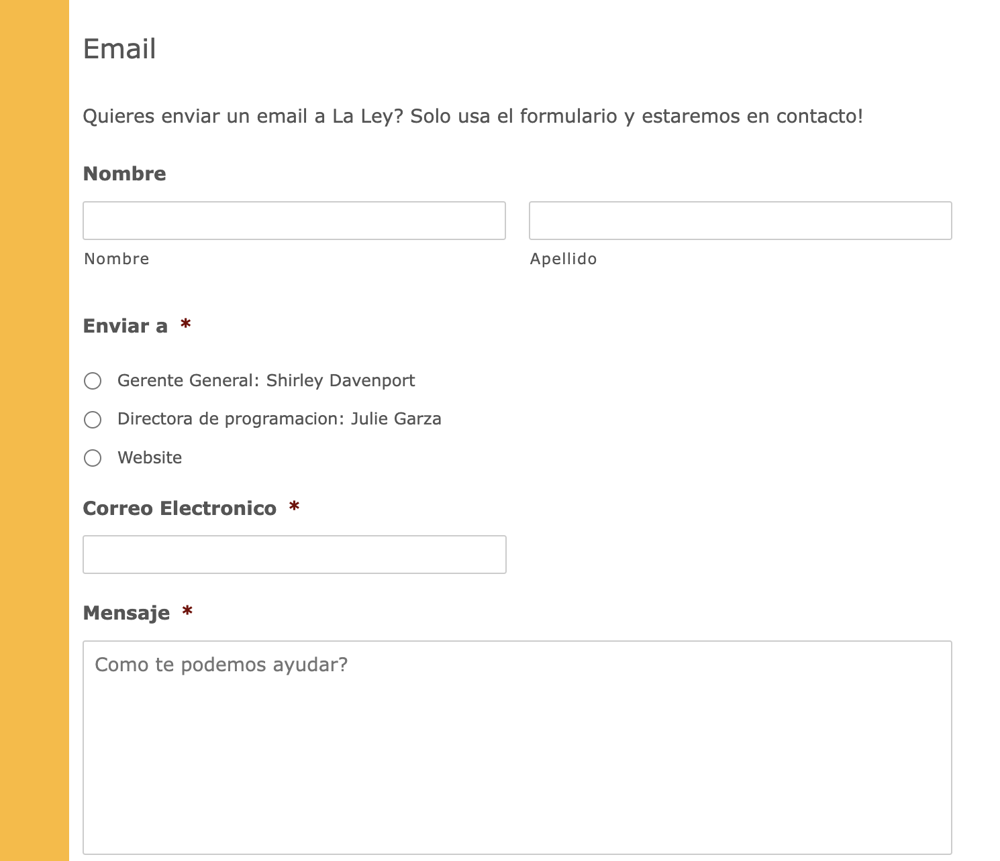 Email
Quieres enviar un email a La Ley? Solo usa el formulario y estaremos en contacto!
Nombre
Nombre
Apellido
Enviar a *
Gerente General: Shirley Davenport
Directora de programacion: Julie Garza
Website
Correo Electronico *
Mensaje *
Como te podemos ayudar?